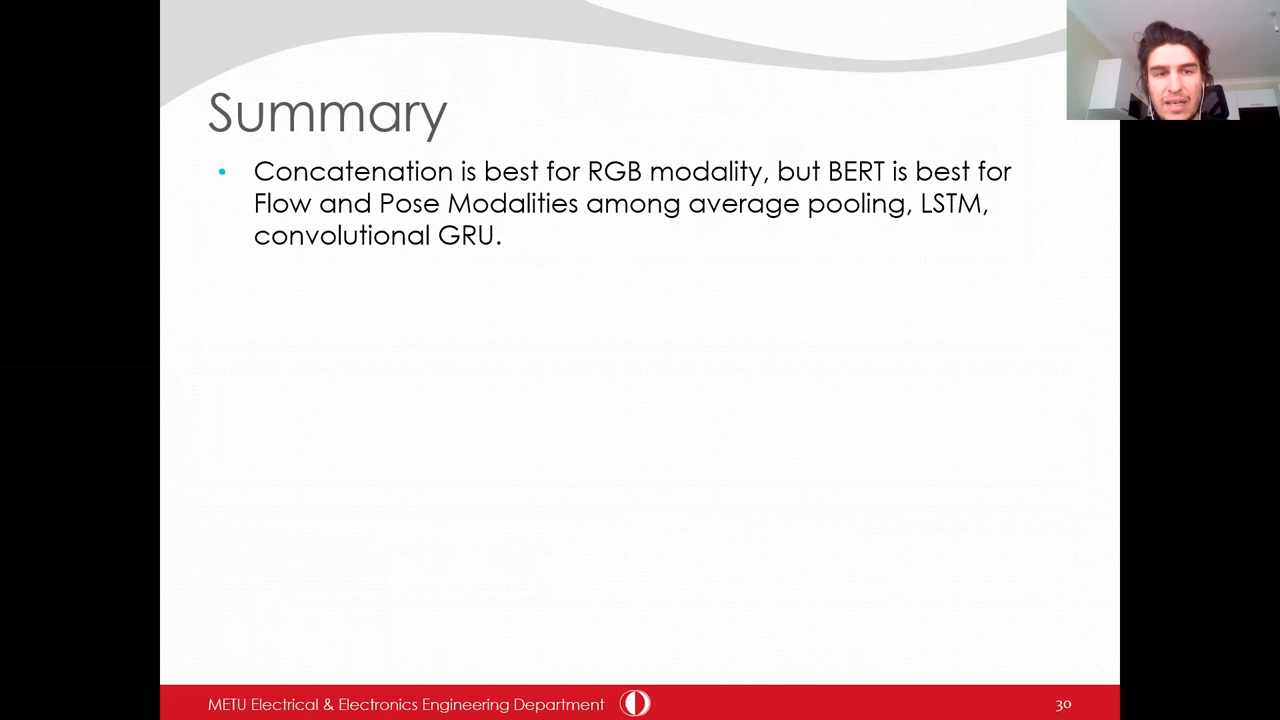 Summary
• Concatenation is best for RGB modality, but BERT is best for
Flow and Pose Modalities among average pooling, LSTM,
convolutional GRU.
METU Electrical & Electronics Engineering Department
30